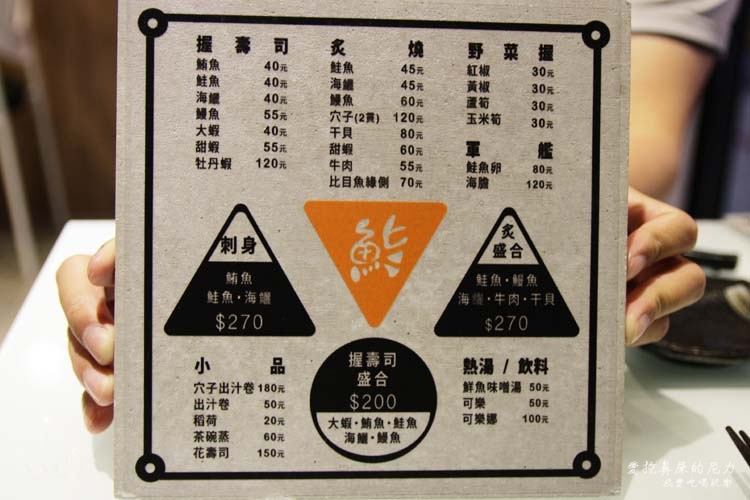 握壽司
鮪魚 40元
鮭魚 40元
海鱺 40元
鰻魚 55元
大蝦 40元
甜蝦 55元
牡丹蝦 120元
炙燒
鮭魚 45元
海鱺 45元
鰻魚 60元
穴子(2貫) 120元
干貝 80元
甜蝦 60元
牛肉 55元
比目魚緣側 70元
野菜握
紅椒 30元
黃椒 30元
蘆筍 30元
玉米筍 30元
軍艦
鮭魚卵 80元
海膽 120元
刺身
鮪魚
鮭魚·海鱺
$270
鮨
炙
盛合
鮭魚·鰻魚
海鱺·牛肉·干貝
$270
小品
穴子出汁卷 180元
出汁卷 50元
稻荷 20元
茶碗蒸 60元
花壽司 150元
握壽司
盛合
$200
大蝦·鮪魚·鮭魚
海鱺·鰻魚
熱湯 / 飲料
鮮魚味噌湯 50元
可樂 50元
可樂娜 100元